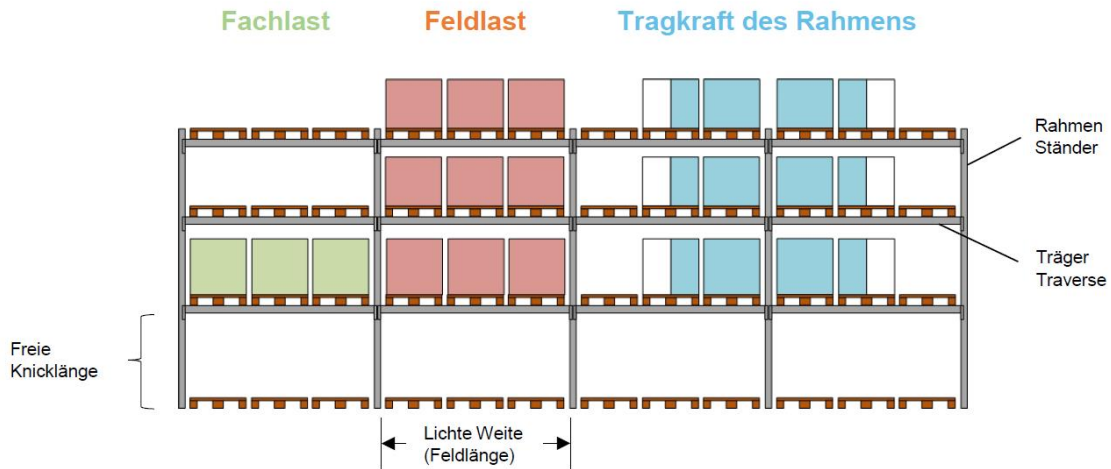 Fachlast
Feldlast
Tragkraft des Rahmens
Rahmen
Ständer
Träger
Traverse
Freie
Knicklänge
Lichte Weite
(Feldlänge)